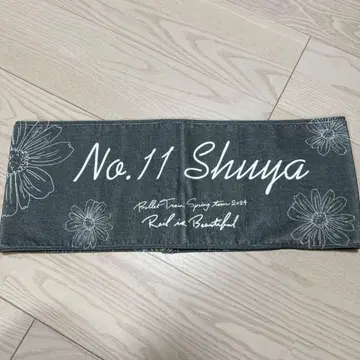 No.11 Shuya
Bullet Train Spring tour 2024
Rail is Beautiful